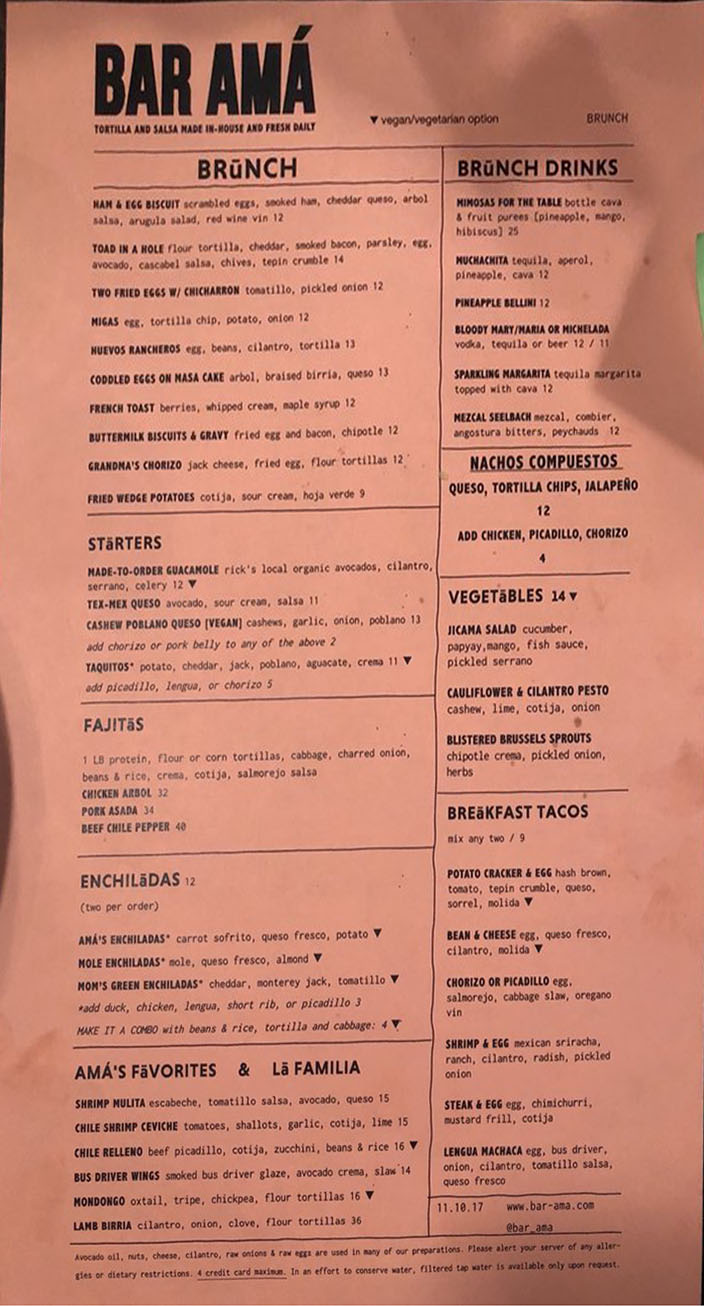 BAR AMÁ
TORTILLA AND SALSA MADE IN-HOUSE AND FRESH DAILY
▼ vegan/vegetarian option
BRUNCH
BRūNCH
HAM & EGG BISCUIT scrambled eggs, smoked ham, cheddar queso, arbol
salsa, arugula salad, red wine vin 12
TOAD IN A HOLE flour tortilla, cheddar, smoked bacon, parsley, egg,
avocado, cascabel salsa, chives, tepin crumble 14
TWO FRIED EGGS W/ CHICHARRON tomatillo, pickled onion 12
MIGAS egg, tortilla chip, potato, onion 12
HUEVOS RANCHEROS egg, beans, cilantro, tortilla 13
CODDLED EGGS ON MASA CAKE arbol, braised birria, queso 13
FRENCH TOAST berries, whipped cream, maple syrup 12
BUTTERMILK BISCUITS & GRAVY fried egg and bacon, chipotle 12
GRANDMA'S CHORIZO jack cheese, fried egg, flour tortillas 12
FRIED WEDGE POTATOES cotija, sour cream, hoja verde 9
STäRTERS
MADE-TO-ORDER GUACAMOLE rick's local organic avocados, cilantro,
serrano, celery 12 ▼
TEX-MEX QUESO avocado, sour cream, salsa 11
CASHEW POBLANO QUESO [VEGAN] cashews, garlic, onion, poblano 13
add chorizo or pork belly to any of the above 2
TAQUITOS* potato, cheddar, jack, poblano, aguacate, crema 11 ▼
add picadillo, lengua, or chorizo 5
FAJITāS
1 LB protein, flour or corn tortillas, cabbage, charred onion,
beans & rice, crema, cotija, salmorejo salsa
CHICKEN ARBOL 32
PORK ASADA 34
BEEF CHILE PEPPER 40
ENCHILāDAS 12
(two per order)
AMÁ'S ENCHILADAS* carrot sofrito, queso fresco, potato ▼
MOLE ENCHILADAS* mole, queso fresco, almond ▼
MOM'S GREEN ENCHILADAS* cheddar, monterey jack, tomatillo ▼
*add duck, chicken, lengua, short rib, or picadillo 3
MAKE IT A COMBO with beans & rice, tortilla and cabbage: 4 ▼
AMÁ'S FāVORITES & Lā FAMILIA
SHRIMP MULITA escabeche, tomatillo salsa, avocado, queso 15
CHILE SHRIMP CEVICHE tomatoes, shallots, garlic, cotija, lime 15
CHILE RELLENO beef picadillo, cotija, zucchini, beans & rice 16 ▼
BUS DRIVER WINGS smoked bus driver glaze, avocado crema, slaw 14
MONDONGO oxtail, tripe, chickpea, flour tortillas 16 ▼
LAMB BIRRIA cilantro, onion, clove, flour tortillas 36
BRūNCH DRINKS
MIMOSAS FOR THE TABLE bottle cava
& fruit purees [pineapple, mango,
hibiscus] 25
MUCHACHITA tequila, aperol,
pineapple, cava 12
PINEAPPLE BELLINI 12
BLOODY MARY/MARIA OR MICHELADA
vodka, tequila or beer 12 / 11
SPARKLING MARGARITA tequila margarita
topped with cava 12
MEZCAL SEELBACH mezcal, combier,
angostura bitters, peychauds 12
NACHOS COMPUESTOS
QUESO, TORTILLA CHIPS, JALAPEÑO
12
ADD CHICKEN, PICADILLO, CHORIZO
4
VEGETāBLES 14 ▼
JICAMA SALAD cucumber,
papyay,mango, fish sauce,
pickled serrano
CAULIFLOWER & CILANTRO PESTO
cashew, lime, cotija, onion
BLISTERED BRUSSELS SPROUTS
chipotle crema, pickled onion,
herbs
BREäKFAST TACOS
mix any two / 9
POTATO CRACKER & EGG hash brown,
tomato, tepin crumble, queso,
sorrel, molida ▼
BEAN & CHEESE egg, queso fresco,
cilantro, molida ▼
CHORIZO OR PICADILLO egg,
salmorejo, cabbage slaw, oregano
vin
SHRIMP & EGG mexican sriracha,
ranch, cilantro, radish, pickled
onion
STEAK & EGG egg, chimichurri,
mustard frill, cotija
LENGUA MACHACA egg, bus driver,
onion, cilantro, tomatillo salsa,
queso fresco
11.10.17 www.bar-ama.com
@bar_ama
Avocado oil, nuts, cheese, cilantro, raw onions & raw eggs are used in many of our preparations. Please alert your server of any aller-
gies or dietary restrictions. 4 credit card maximum. In an effort to conserve water, filtered tap water is available only upon request.